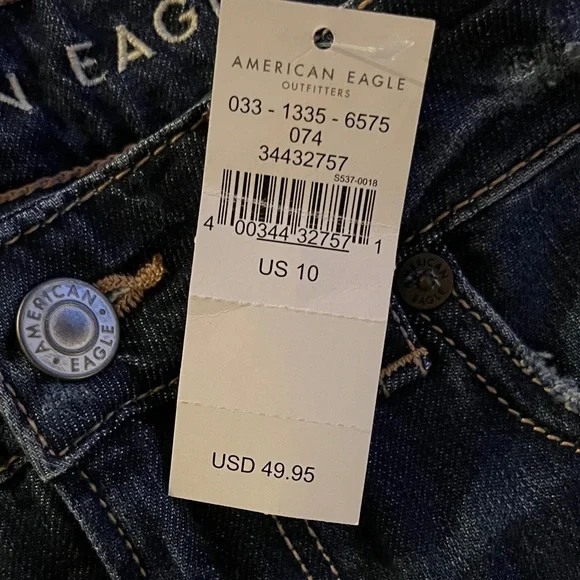 N EAG
AMERICAN EAGLE
OUTFITTERS
033 - 1335 - 6575
074
34432757
S537-0018
4 00344 32757 1
US 10
USD 49.95
AMERICAN
EAGLE
AMERICAN
EAGLE